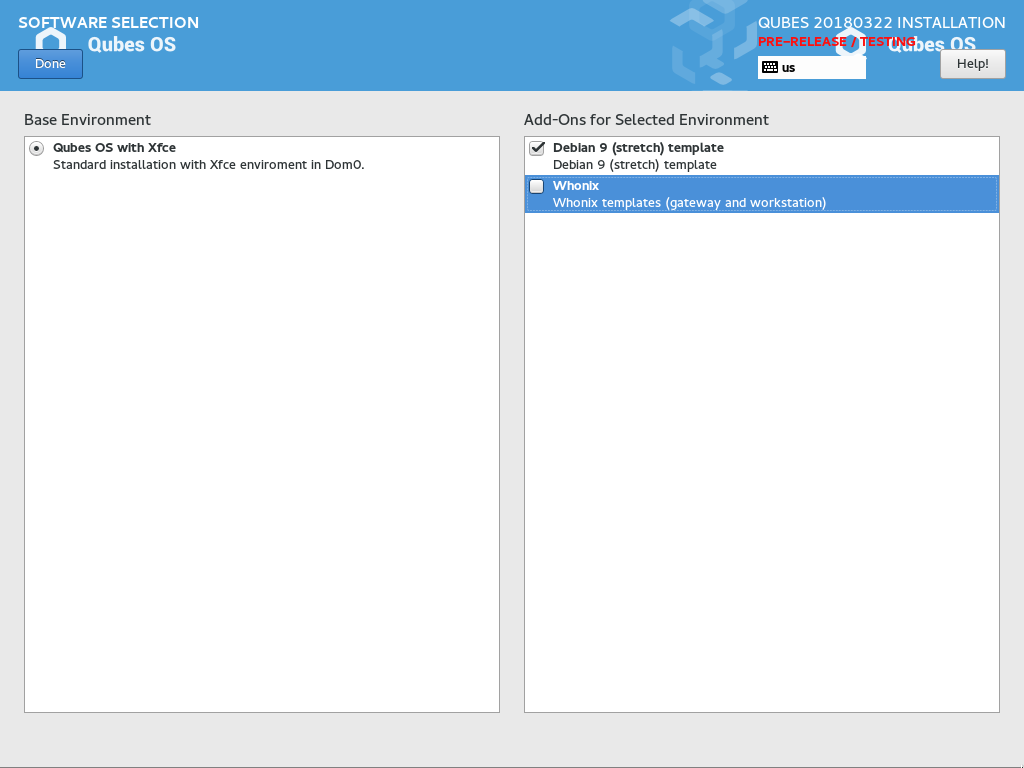 SOFTWARE SELECTION
Qubes OS
Done
QUBES 20180322 INSTALLATION
PRE-RELEASE / TESTING
Qubes OS
us
Help!
Base Environment
Qubes OS with Xfce
Standard installation with Xfce enviroment in Dom0.
Add-Ons for Selected Environment
Debian 9 (stretch) template
Debian 9 (stretch) template
Whonix
Whonix templates (gateway and workstation)